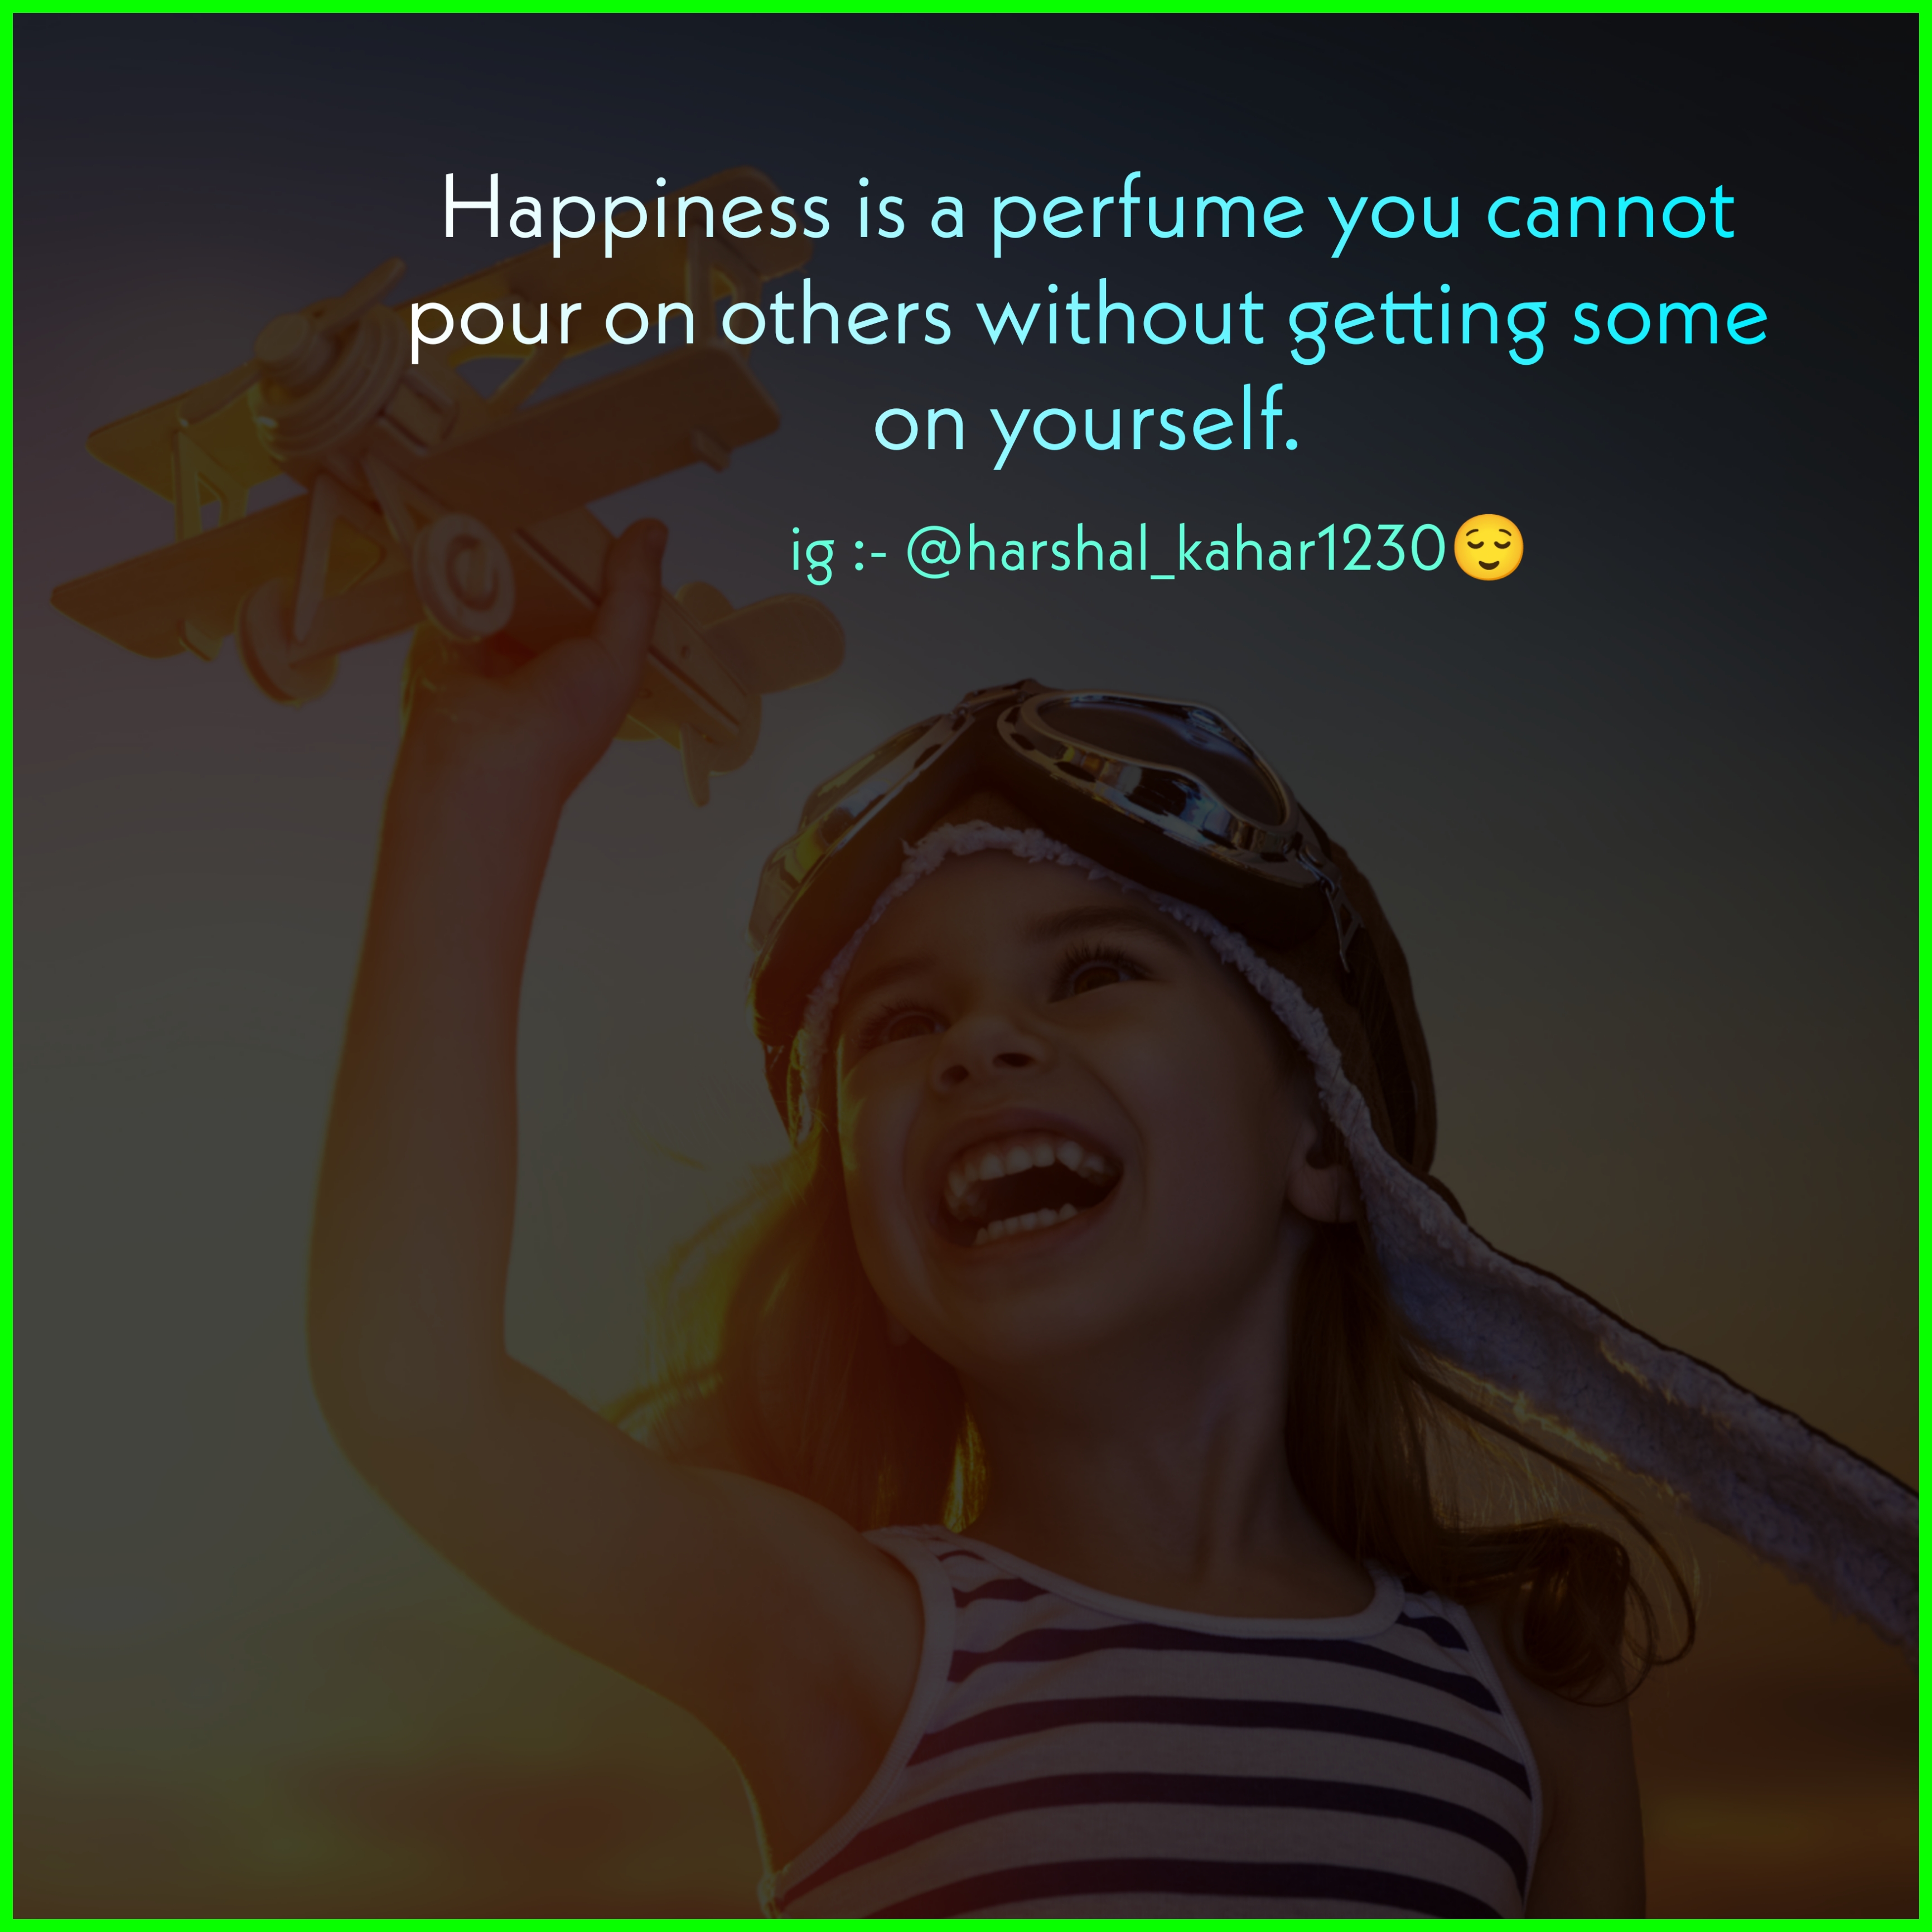 Happiness is a perfume you cannot
pour on others without getting some
on yourself.
ig :- @harshal_kahar1230😌